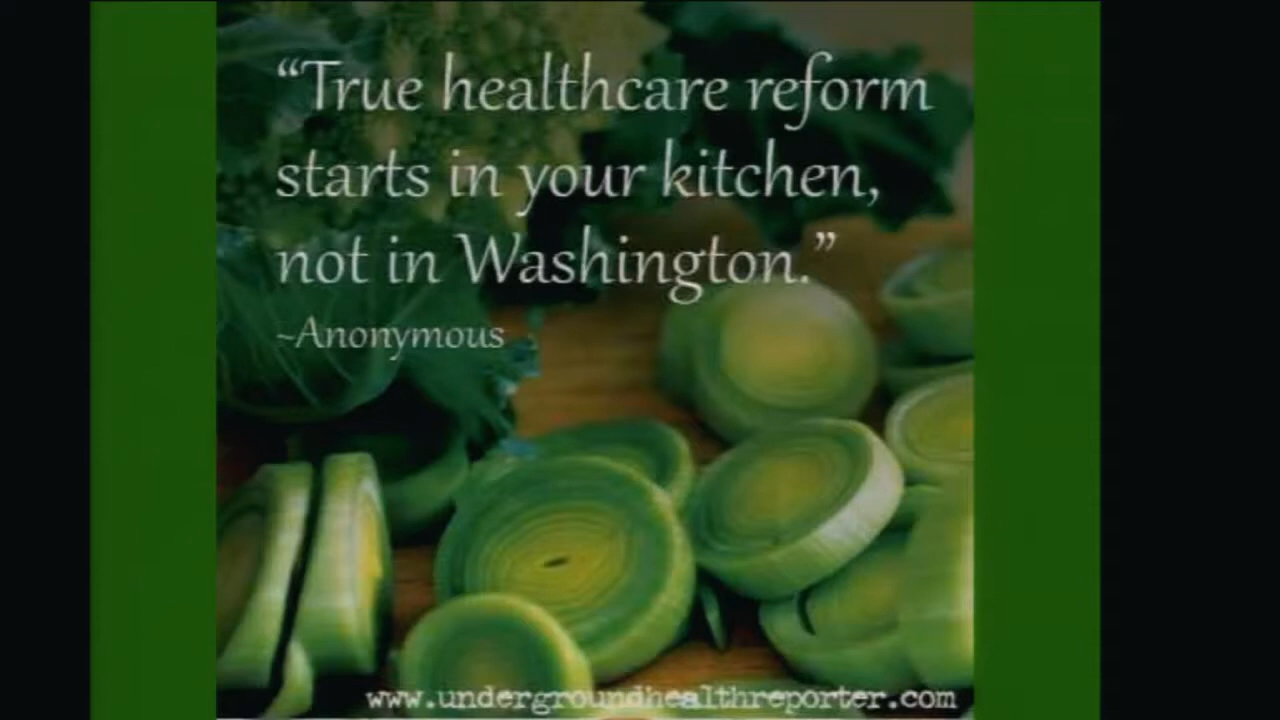 “True healthcare reform
starts in your kitchen,
not in Washington.”
~Anonymous
www.undergroundhealthreporter.com